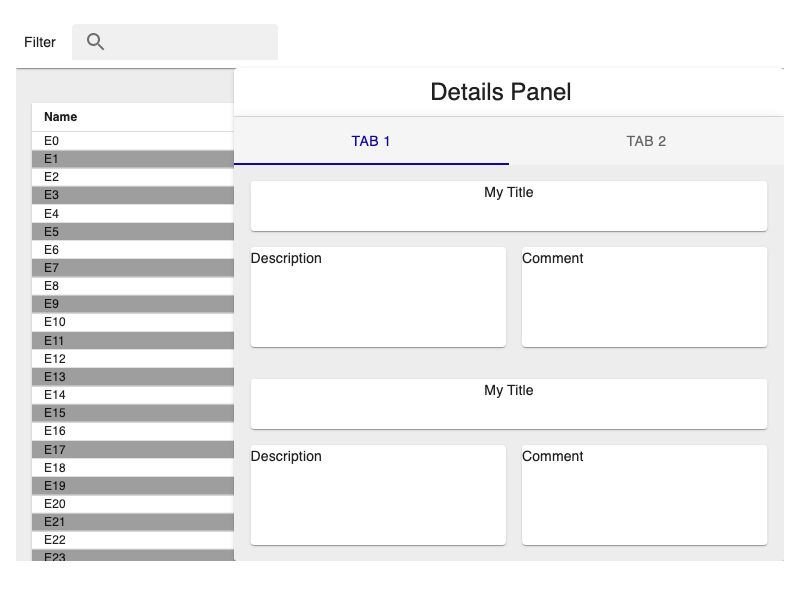 Filter
Details Panel
Name
TAB 1
TAB 2
E0
E1
E2
E3
E4
E5
E6
E7
E8
E9
E10
E11
E12
E13
E14
E15
E16
E17
E18
E19
E20
E21
E22
E23
My Title
Description
Comment
My Title
Description
Comment